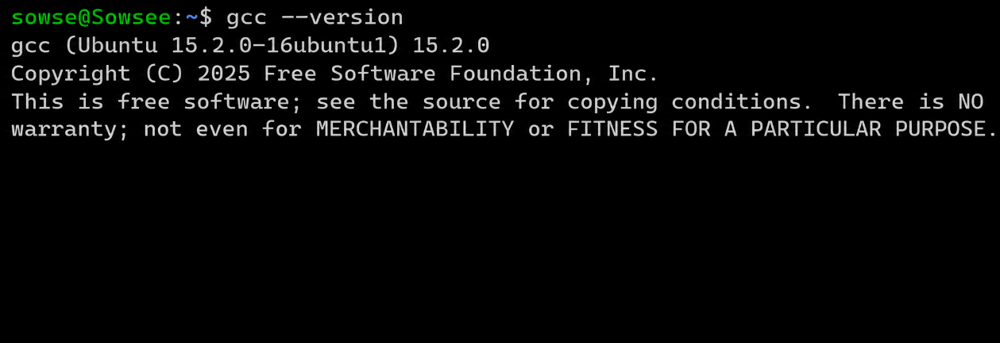 sowse@Sowsee:~$ gcc --version
gcc (Ubuntu 15.2.0-16ubuntu1) 15.2.0
Copyright (C) 2025 Free Software Foundation, Inc.
This is free software; see the source for copying conditions.  There is NO
warranty; not even for MERCHANTABILITY or FITNESS FOR A PARTICULAR PURPOSE.